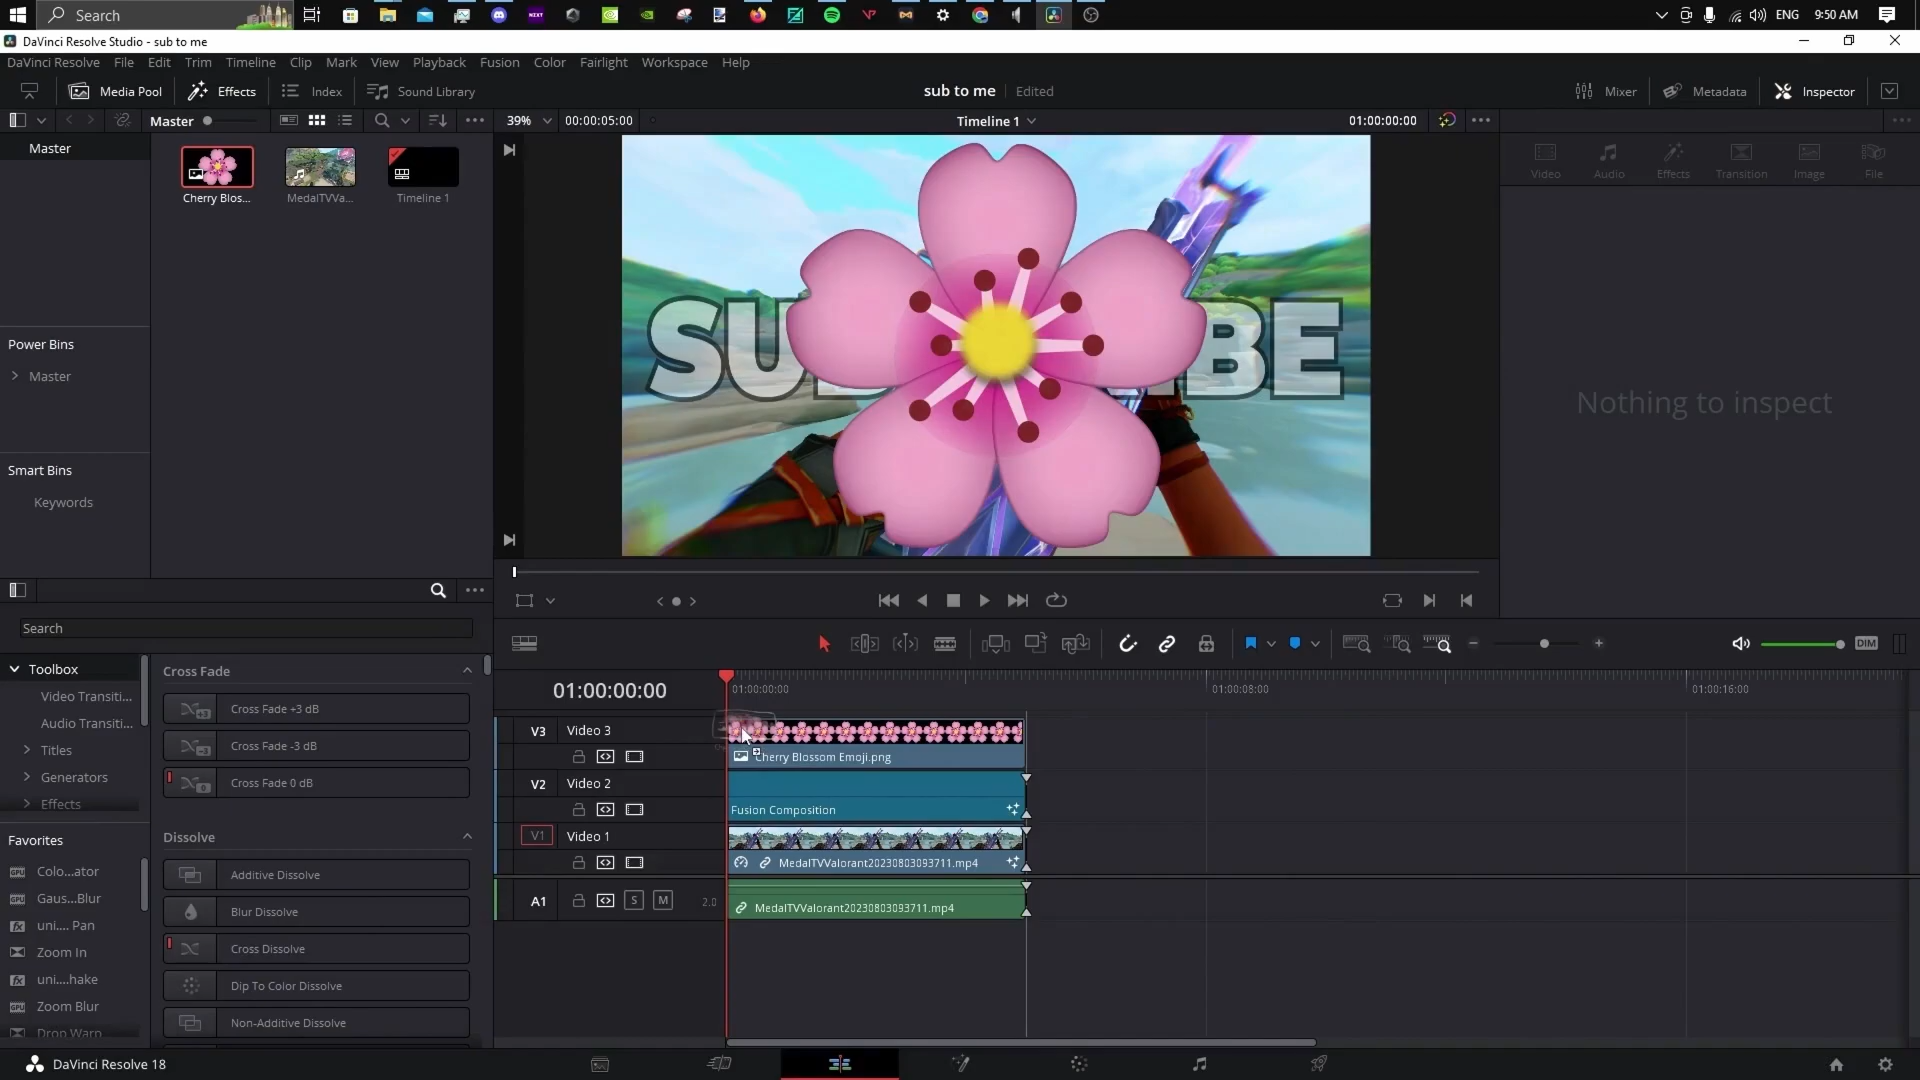 Search
NEXT
ENG
9:50 AM
DaVinci Resolve Studio - sub to me
DaVinci Resolve File Edit Trim Timeline Clip Mark View Playback Fusion Color Fairlight Workspace Help
Media Pool Effects Index Sound Library
sub to me Edited
Mixer Metadata Inspector
Master
39% 00:00:05:00
Timeline 1
01:00:00:00
Master
Cherry Blos...
MedalTVVa...
Timeline 1
Video Audio Effects Transition Image File
Power Bins
Master
Nothing to inspect
Smart Bins
Keywords
Search
DIM
Toolbox
Video Transiti...
Audio Transiti...
Titles
Generators
Effects
Cross Fade
Cross Fade +3 dB
Cross Fade -3 dB
Cross Fade 0 dB
Favorites
Colo...ator
Gaus...Blur
uni.... Pan
Zoom In
uni....hake
Zoom Blur
Drop Warp
Dissolve
Additive Dissolve
Blur Dissolve
Cross Dissolve
Dip To Color Dissolve
Non-Additive Dissolve
01:00:00:00
01:00:00:00 01:00:08:00 01:00:16:00
V3 Video 3
Cherry Blossom Emoji.png
V2 Video 2
Fusion Composition
V1 Video 1
MedalTVValorant20230803093711.mp4
A1 S M 2.0
MedalTVValorant20230803093711.mp4
DaVinci Resolve 18